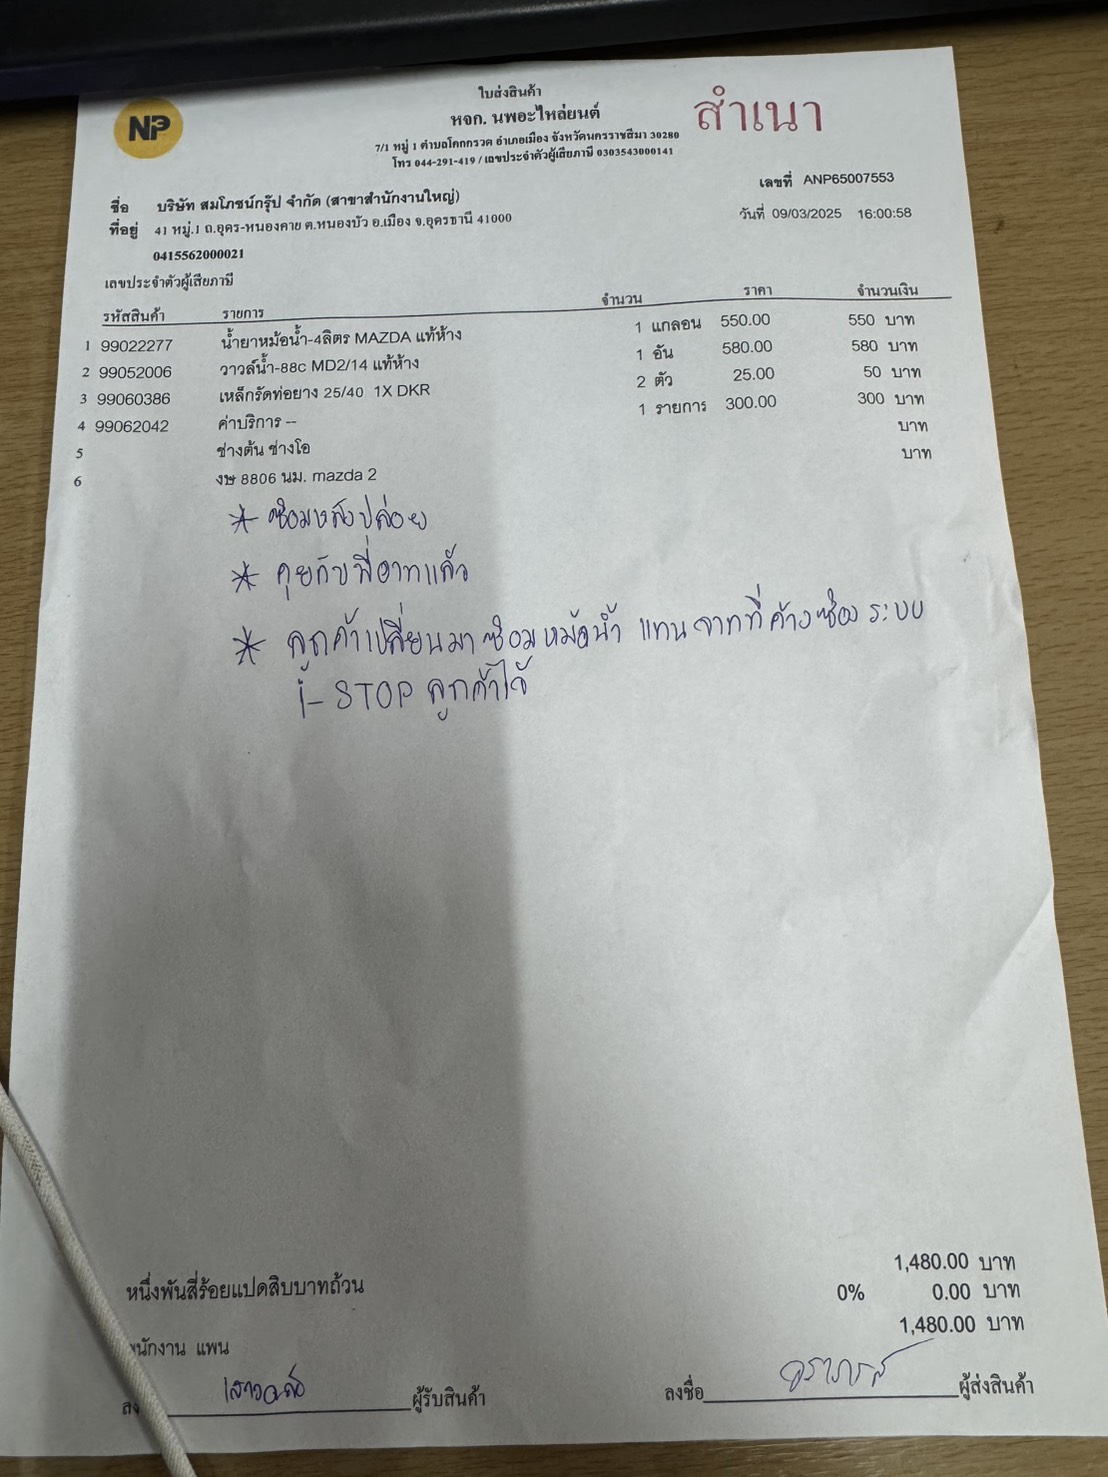 NP
ใบส่งสินค้า
หจก. นพอะไหล่ยนต์
สำเนา
7/1 หมู่ 1 ตำบลโคกกรวด อำเภอเมือง จังหวัดนครราชสีมา 30280
โทร 044-291-419 / เลขประจำตัวผู้เสียภาษี 0303543000141
เลขที่ ANP65007553
ชื่อ บริษัท สมโภชน์กรุ๊ป จำกัด (สาขาสำนักงานใหญ่)
วันที่ 09/03/2025 16:00:58
ที่อยู่ 41 หมู่.1 ถ.อุดร-หนองคาย ต.หนองบัว อ.เมือง จ.อุดรธานี 41000
0415562000021
เลขประจำตัวผู้เสียภาษี
รหัสสินค้า รายการ จำนวน ราคา จำนวนเงิน
1 99022277 น้ำยาหม้อน้ำ-4ลิตร MAZDA แท้ห้าง 1 แกลอน 550.00 550 บาท
2 99052006 วาวล์น้ำ-88c MD2/14 แท้ห้าง 1 อัน 580.00 580 บาท
3 99060386 เหล็กรัดท่อยาง 25/40 1X DKR 2 ตัว 25.00 50 บาท
4 99062042 ค่าบริการ -- 1 รายการ 300.00 300 บาท
5 ช่างต้น ช่างโอ บาท
6 งษ 8806 นม. mazda 2 บาท
* ซ่อมหลังปล่อย
* คุยกับพี่อาทแล้ว
* ลูกค้าเปลี่ยนมาซ่อมหม้อน้ำ แทนจากที่ค้างซ่อมระบบ
i-STOP ลูกค้าไว้
1,480.00 บาท
หนึ่งพันสี่ร้อยแปดสิบบาทถ้วน 0% 0.00 บาท
1,480.00 บาท
พนักงาน แพน
ผู้รับสินค้า ลงชื่อ ผู้ส่งสินค้า